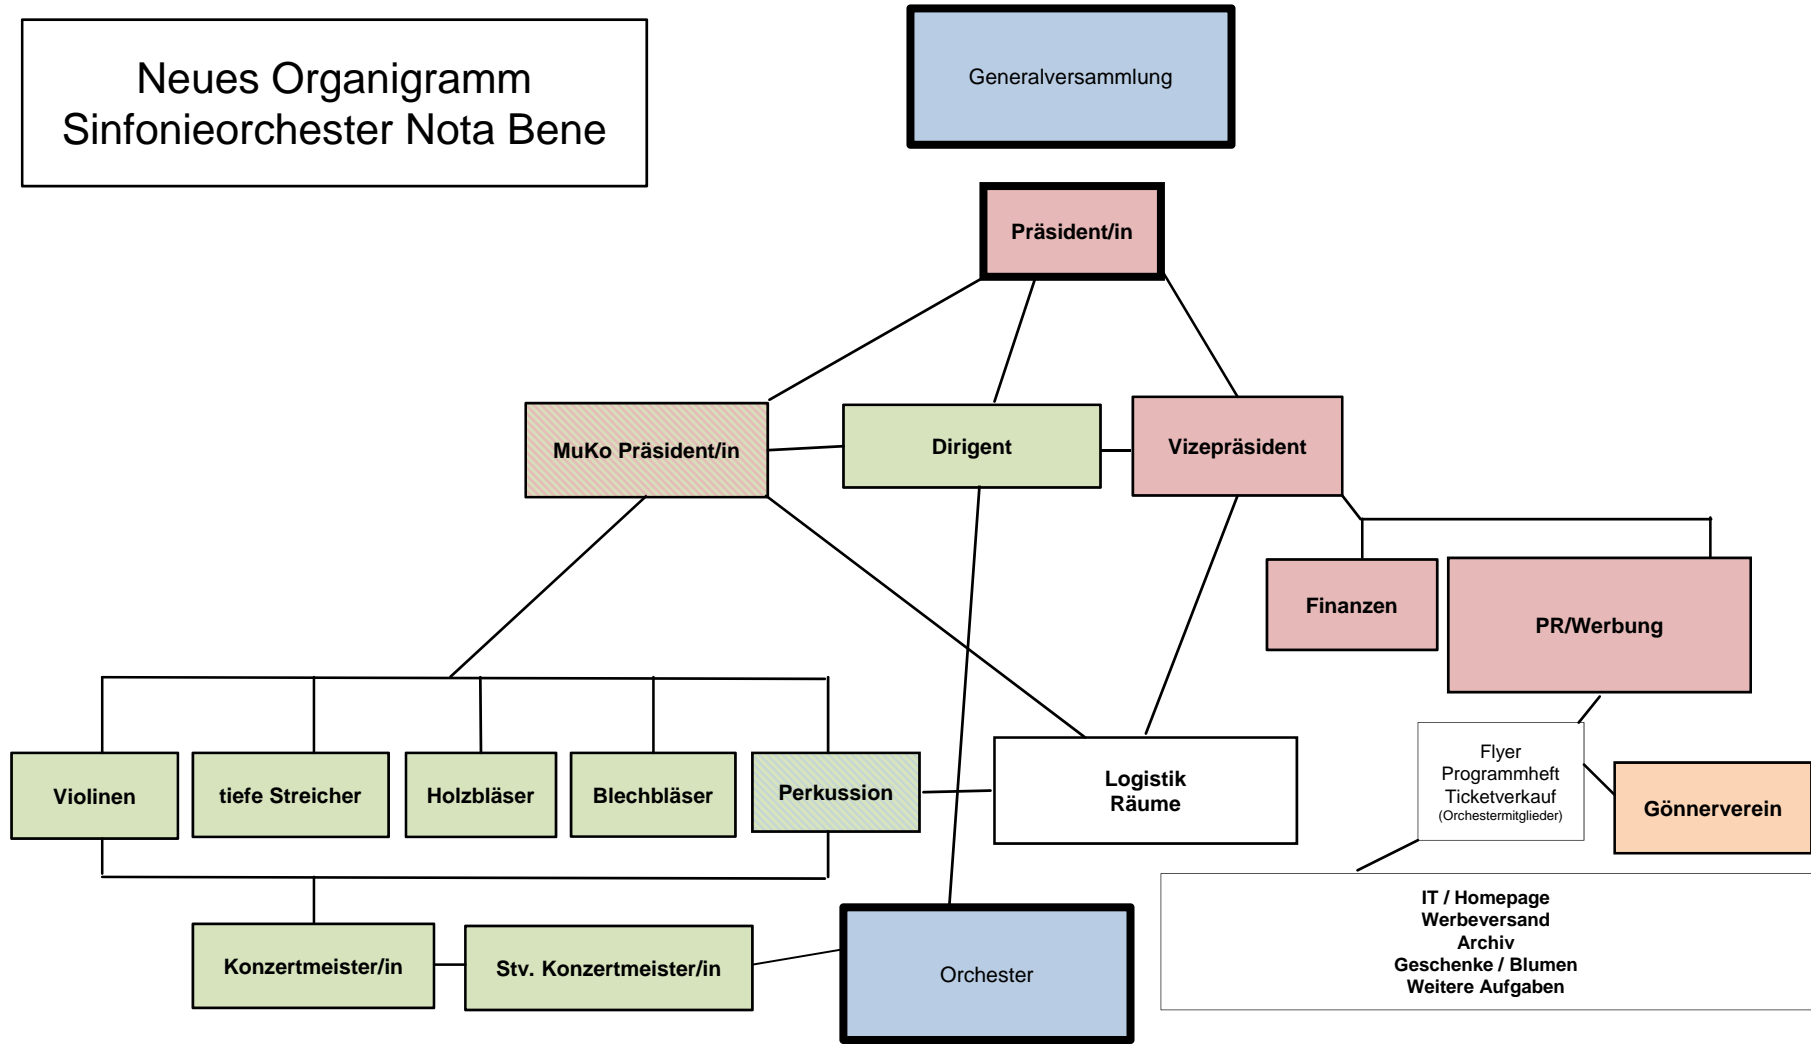 Neues Organigramm
Sinfonieorchester Nota Bene
Generalversammlung
Präsident/in
MuKo Präsident/in
Dirigent
Vizepräsident
Finanzen
PR/Werbung
Violinen
tiefe Streicher
Holzbläser
Blechbläser
Perkussion
Logistik
Räume
Flyer
Programmheft
Ticketverkauf
(Orchestermitglieder)
Gönnerverein
Konzertmeister/in
Stv. Konzertmeister/in
Orchester
IT / Homepage
Werbeversand
Archiv
Geschenke / Blumen
Weitere Aufgaben